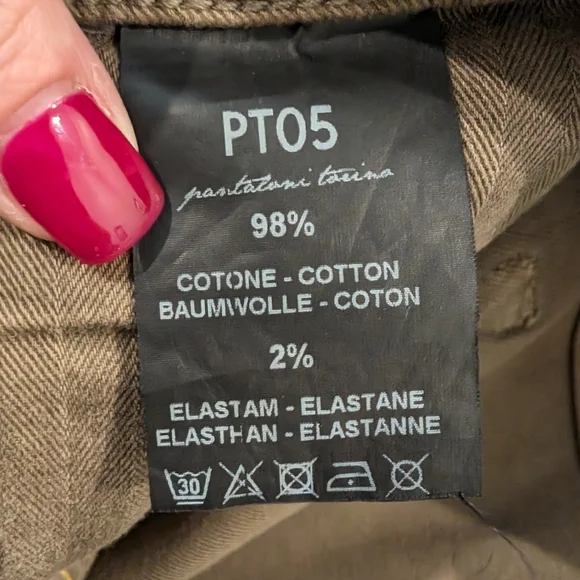 PT05
pantaloni torino
98%
COTONE - COTTON
BAUMWOLLE - COTON
2%
ELASTAM - ELASTANE
ELASTHAN - ELASTANNE
30